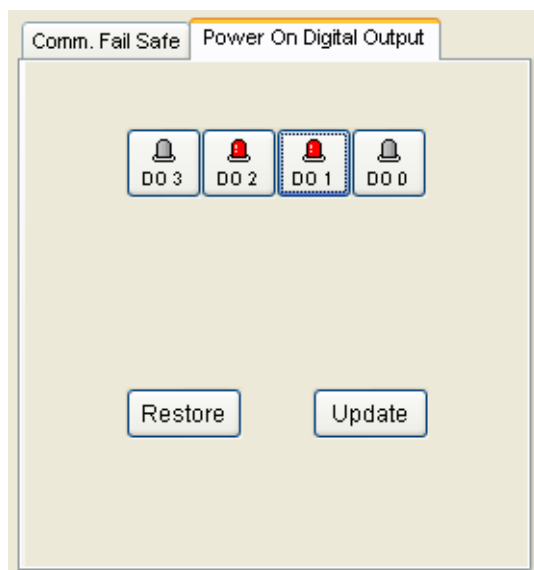 Comm. Fail Safe Power On Digital Output
DO 3 DO 2 DO 1 DO 0
Restore Update